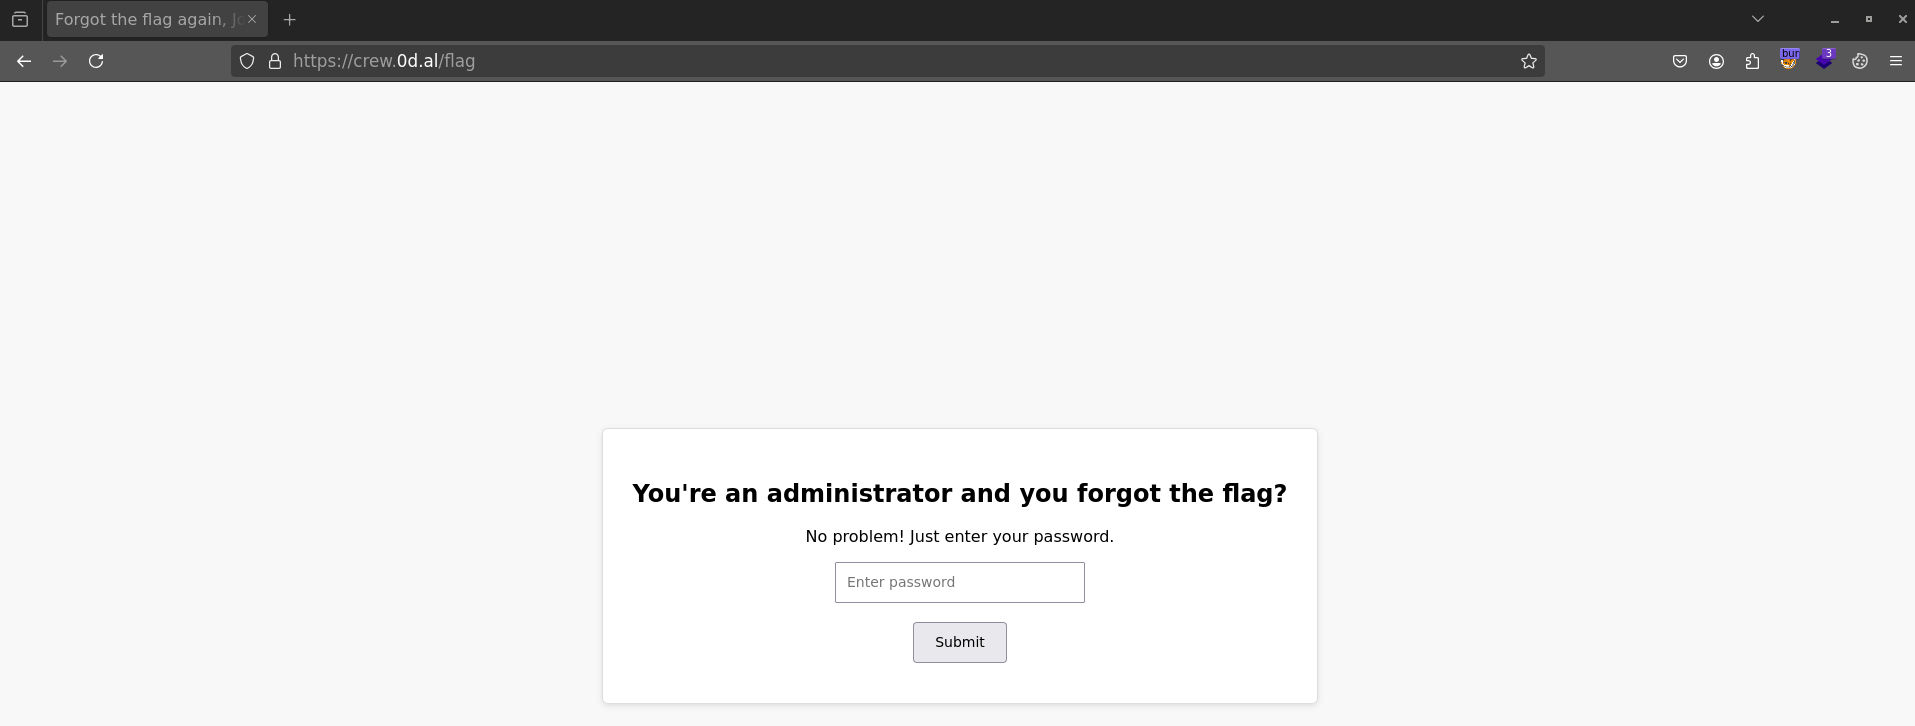 Forgot the flag again, Jo
https://crew.0d.al/flag
bur
3
You're an administrator and you forgot the flag?
No problem! Just enter your password.
Enter password
Submit